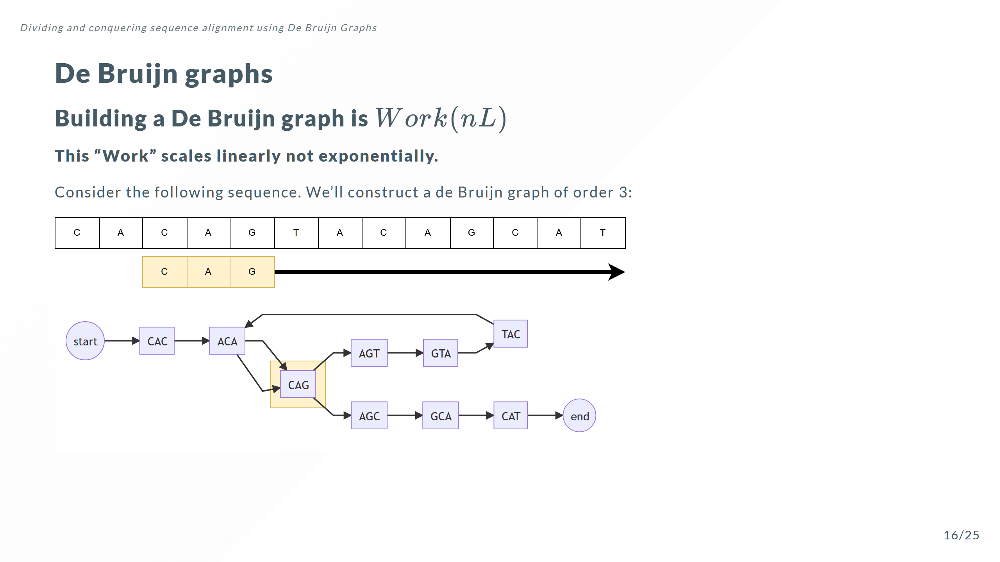 Dividing and conquering sequence alignment using De Bruijn Graphs
De Bruijn graphs
Building a De Bruijn graph is Work(nL)
This “Work” scales linearly not exponentially.
Consider the following sequence. We’ll construct a de Bruijn graph of order 3:
C A C A G T A C A G C A T
C A G
TAC
start CAC ACA
AGT GTA
CAG
AGC GCA CAT end
16/25